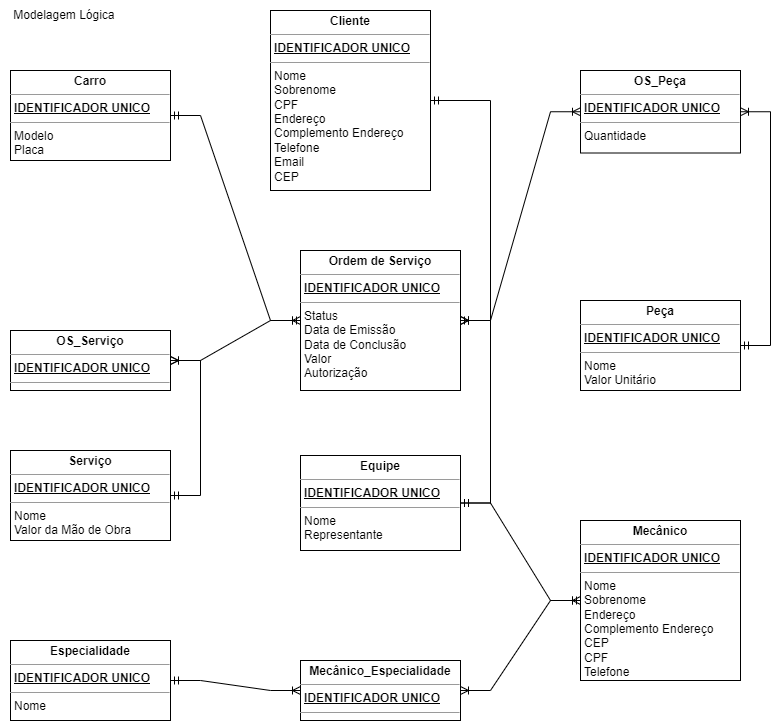 Modelagem Lógica
Cliente
IDENTIFICADOR UNICO
Nome
Sobrenome
CPF
Endereço
Complemento Endereço
Telefone
Email
CEP
Carro
IDENTIFICADOR UNICO
Modelo
Placa
OS_Peça
IDENTIFICADOR UNICO
Quantidade
Ordem de Serviço
IDENTIFICADOR UNICO
Status
Data de Emissão
Data de Conclusão
Valor
Autorização
OS_Serviço
IDENTIFICADOR UNICO
Peça
IDENTIFICADOR UNICO
Nome
Valor Unitário
Serviço
IDENTIFICADOR UNICO
Nome
Valor da Mão de Obra
Equipe
IDENTIFICADOR UNICO
Nome
Representante
Mecânico
IDENTIFICADOR UNICO
Nome
Sobrenome
Endereço
Complemento Endereço
CEP
CPF
Telefone
Especialidade
IDENTIFICADOR UNICO
Nome
Mecânico_Especialidade
IDENTIFICADOR UNICO